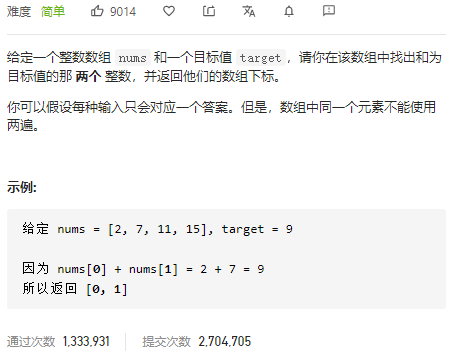 难度 简单 9014
给定一个整数数组 nums 和一个目标值 target，请你在该数组中找出和为
目标值的那 两个 整数，并返回他们的数组下标。
你可以假设每种输入只会对应一个答案。但是，数组中同一个元素不能使用
两遍。
示例:
给定 nums = [2, 7, 11, 15], target = 9
因为 nums[0] + nums[1] = 2 + 7 = 9
所以返回 [0, 1]
通过次数 1,333,931 提交次数 2,704,705